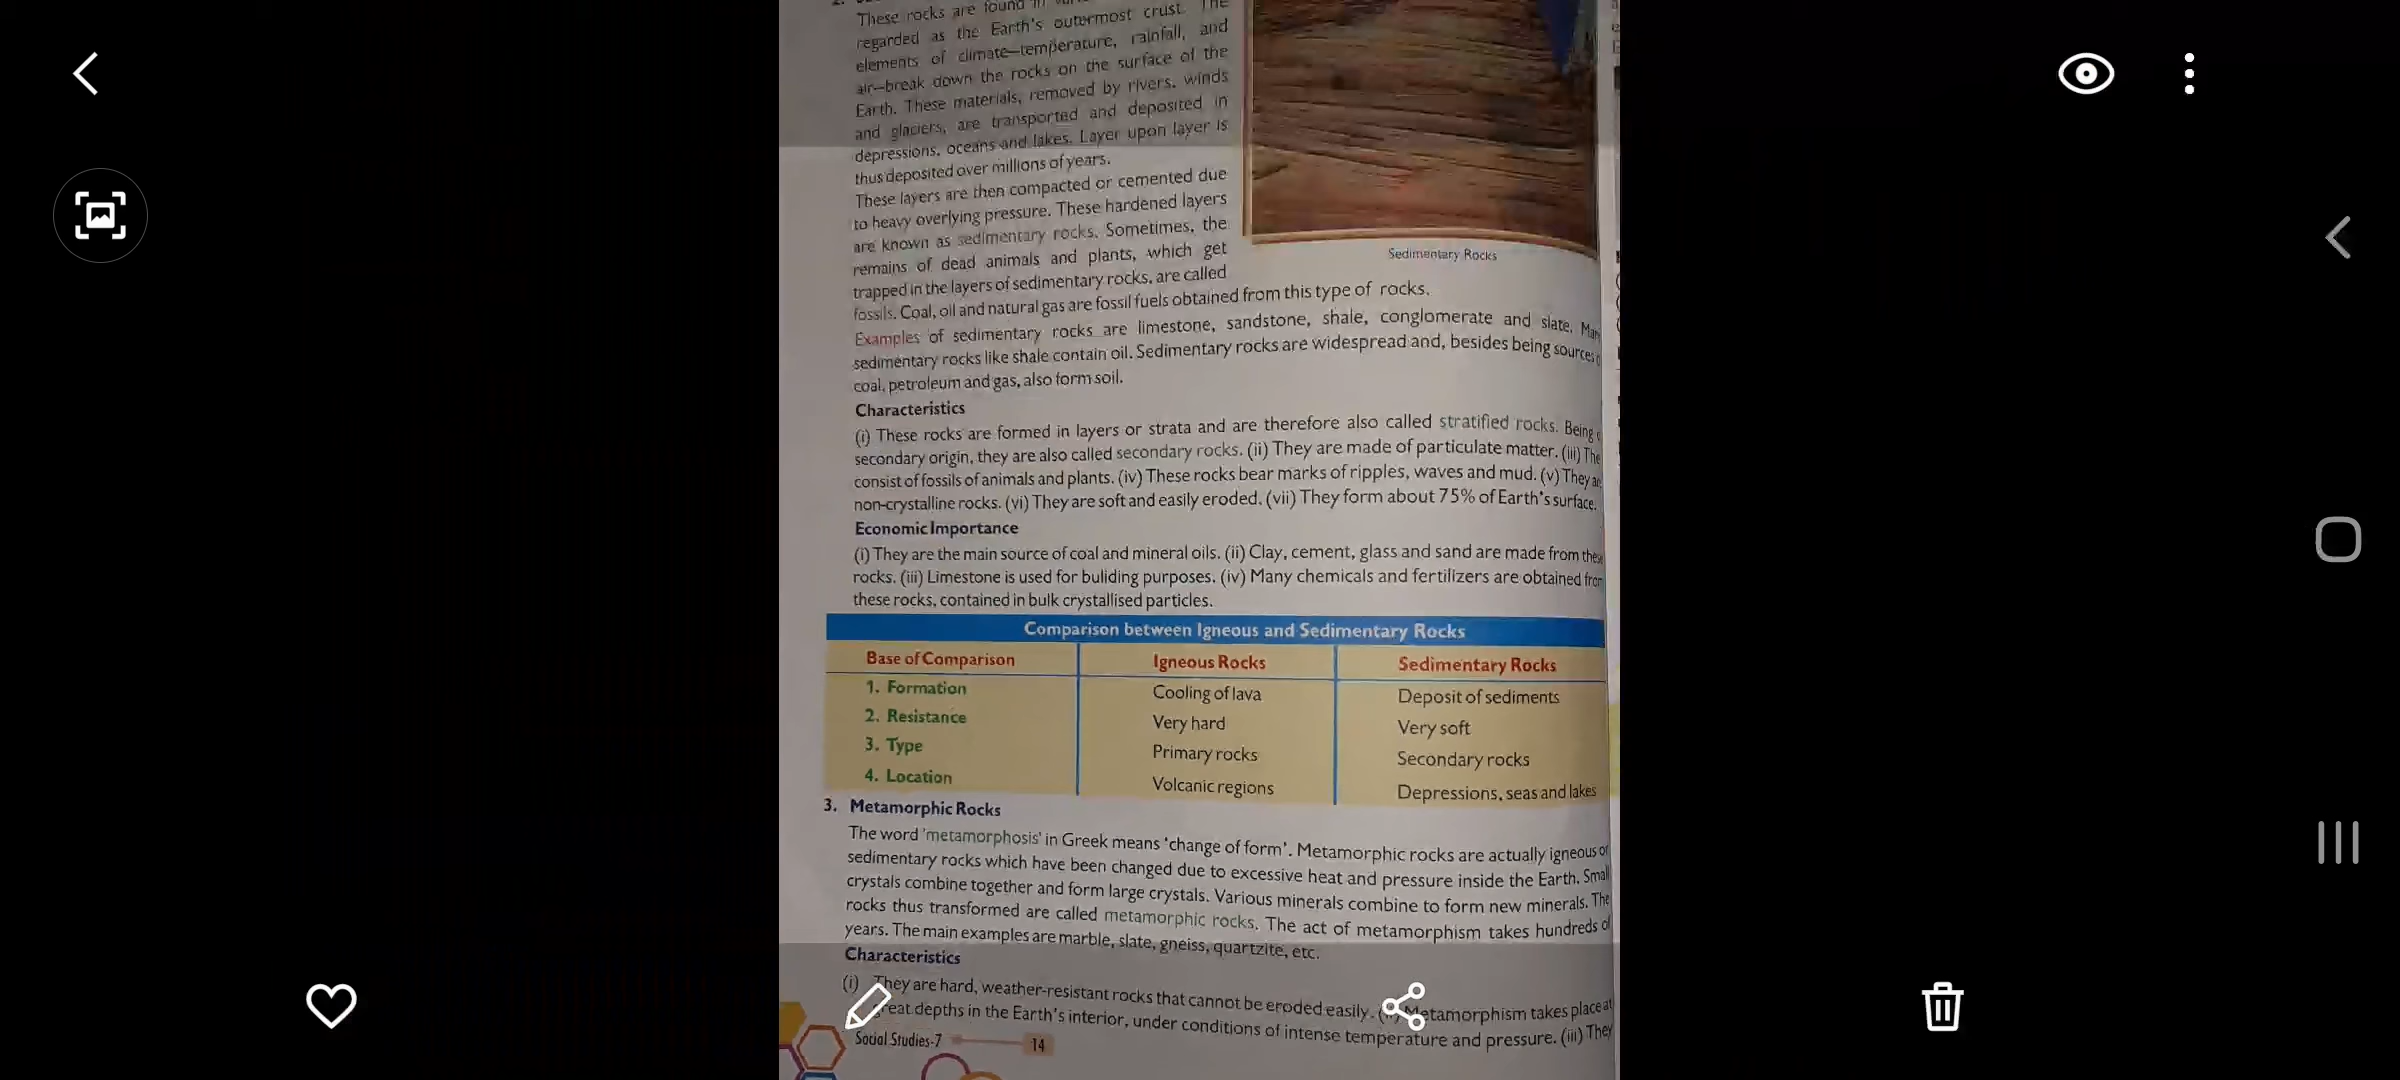 These rocks are found in
regarded as the Earth's outermost crust. The
elements of climate—temperature, rainfall, and
air—break down the rocks on the surface of the
Earth. These materials, removed by rivers, winds
and glaciers, are transported and deposited in
depressions, oceans and lakes. Layer upon layer is
thus deposited over millions of years.
These layers are then compacted or cemented due
to heavy overlying pressure. These hardened layers
are known as sedimentary rocks. Sometimes, the
remains of dead animals and plants, which get
trapped in the layers of sedimentary rocks, are called
Sedimentary Rocks
fossils. Coal, oil and natural gas are fossil fuels obtained from this type of rocks.
Examples of sedimentary rocks are limestone, sandstone, shale, conglomerate and slate.
sedimentary rocks like shale contain oil. Sedimentary rocks are widespread and, besides being sources
coal, petroleum and gas, also form soil.
Characteristics
(i) These rocks are formed in layers or strata and are therefore also called stratified rocks. Being
secondary origin, they are also called secondary rocks. (ii) They are made of particulate matter. (iii) The
consist of fossils of animals and plants. (iv) These rocks bear marks of ripples, waves and mud. (v) They
non-crystalline rocks. (vi) They are soft and easily eroded. (vii) They form about 75% of Earth's surface.
Economic Importance
(i) They are the main source of coal and mineral oils. (ii) Clay, cement, glass and sand are made from these
rocks. (iii) Limestone is used for buliding purposes. (iv) Many chemicals and fertilizers are obtained from
these rocks, contained in bulk crystallised particles.
Comparison between Igneous and Sedimentary Rocks
Base of Comparison Igneous Rocks Sedimentary Rocks
1. Formation Cooling of lava Deposit of sediments
2. Resistance Very hard Very soft
3. Type Primary rocks Secondary rocks
4. Location Volcanic regions Depressions, seas and lakes
3. Metamorphic Rocks
The word 'metamorphosis' in Greek means 'change of form'. Metamorphic rocks are actually igneous or
sedimentary rocks which have been changed due to excessive heat and pressure inside the Earth. Small
crystals combine together and form large crystals. Various minerals combine to form new minerals. The
rocks thus transformed are called metamorphic rocks. The act of metamorphism takes hundreds of
years. The main examples are marble, slate, gneiss, quartzite, etc.
Characteristics
(i) They are hard, weather-resistant rocks that cannot be eroded easily. Metamorphism takes place at
great depths in the Earth's interior, under conditions of intense temperature and pressure. (iii) They
Social Studies-7 14